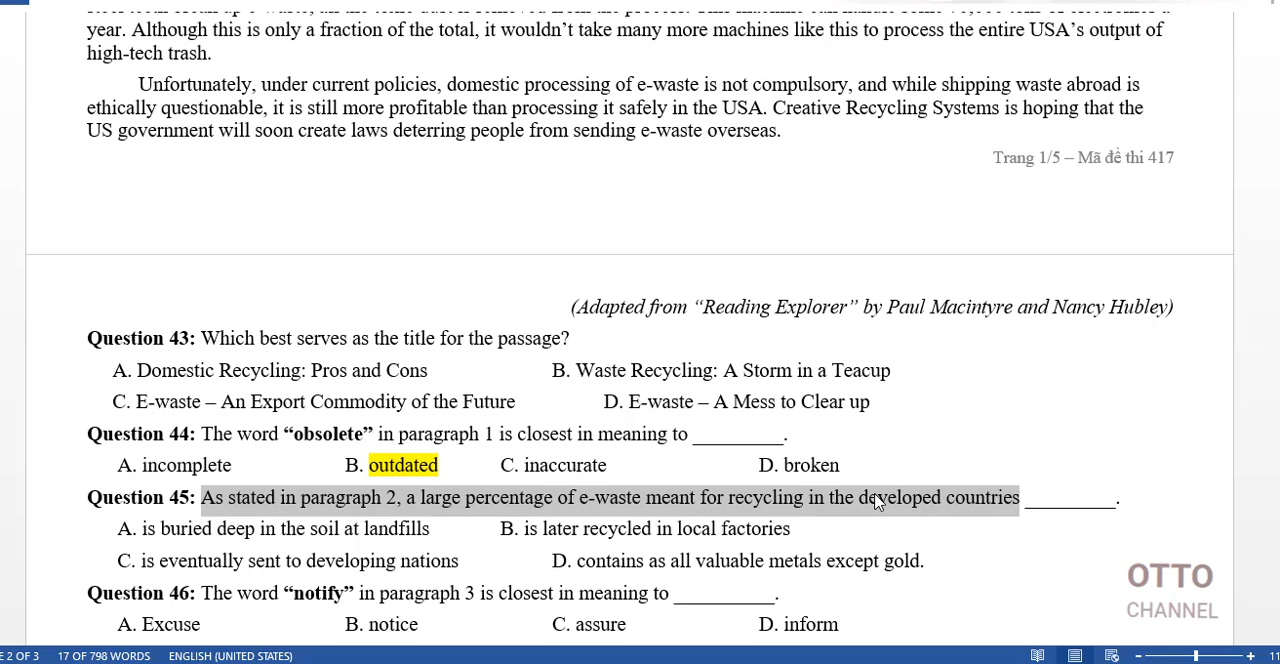 year. Although this is only a fraction of the total, it wouldn't take many more machines like this to process the entire USA's output of
high-tech trash.
Unfortunately, under current policies, domestic processing of e-waste is not compulsory, and while shipping waste abroad is
ethically questionable, it is still more profitable than processing it safely in the USA. Creative Recycling Systems is hoping that the
US government will soon create laws deterring people from sending e-waste overseas.
Trang 1/5 – Mã đề thi 417
(Adapted from “Reading Explorer” by Paul Macintyre and Nancy Hubley)
Question 43: Which best serves as the title for the passage?
A. Domestic Recycling: Pros and Cons B. Waste Recycling: A Storm in a Teacup
C. E-waste – An Export Commodity of the Future D. E-waste – A Mess to Clear up
Question 44: The word “obsolete” in paragraph 1 is closest in meaning to _________.
A. incomplete B. outdated C. inaccurate D. broken
Question 45: As stated in paragraph 2, a large percentage of e-waste meant for recycling in the developed countries _________.
A. is buried deep in the soil at landfills B. is later recycled in local factories
C. is eventually sent to developing nations D. contains as all valuable metals except gold.
Question 46: The word “notify” in paragraph 3 is closest in meaning to __________.
A. Excuse B. notice C. assure D. inform
OTTO
CHANNEL
2 OF 3 17 OF 798 WORDS ENGLISH (UNITED STATES)